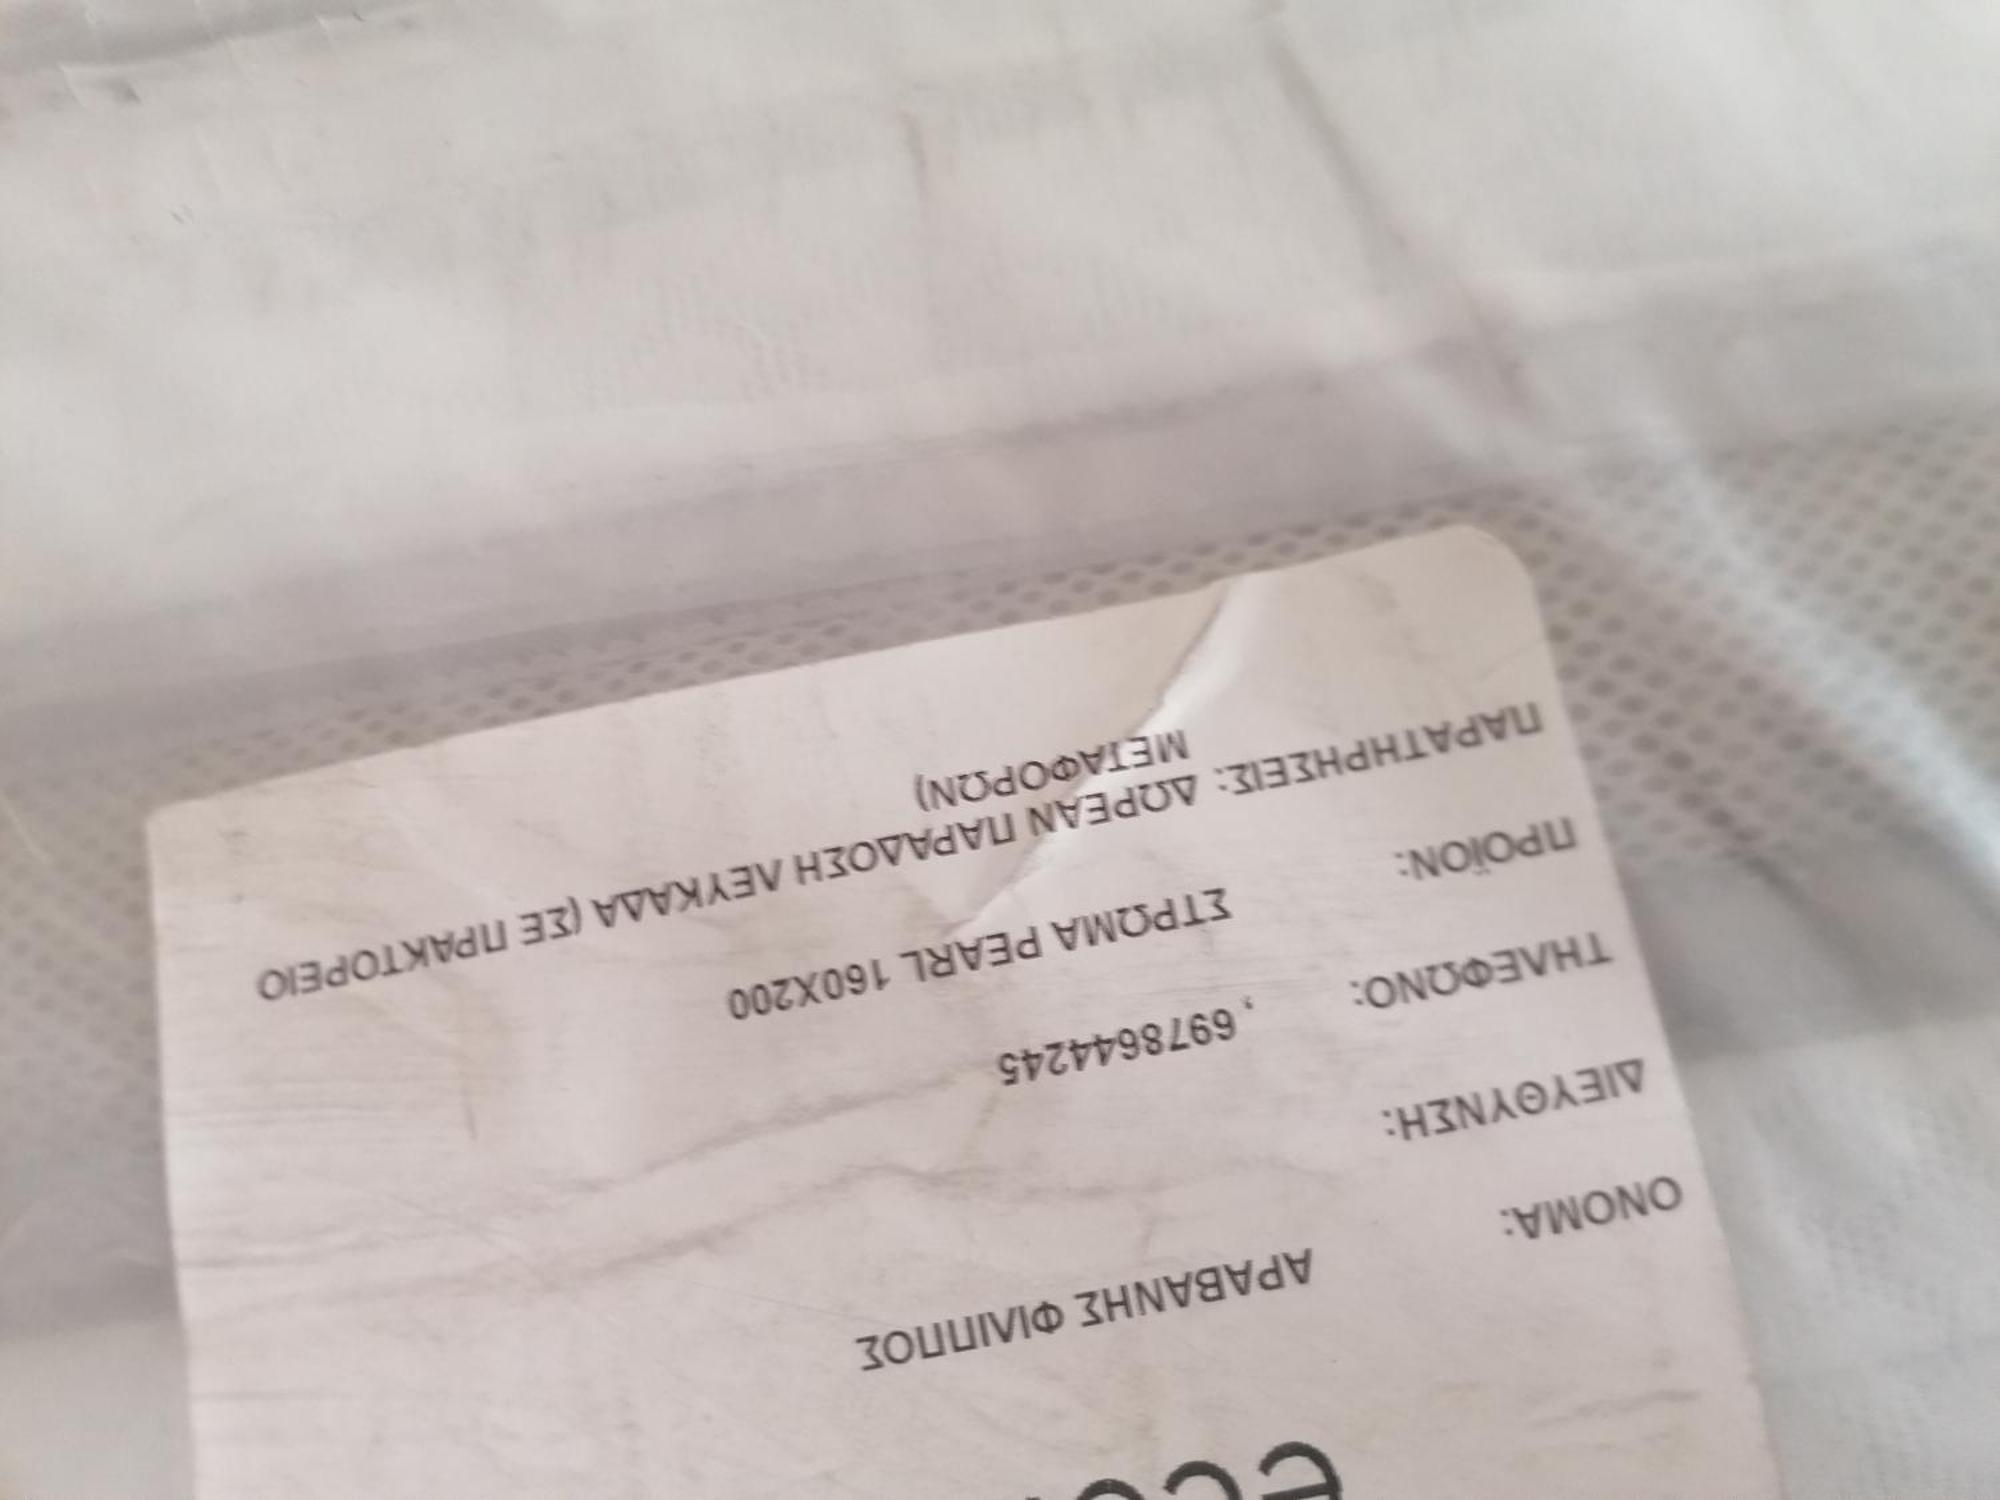 ΟΝΟΜΑ: ΑΡΑΒΑΝΗΣ ΦΙΛΙΠΠΟΣ
ΔΙΕΥΘΥΝΣΗ:
ΤΗΛΕΦΩΝΟ: , 6978644245
ΠΡΟΪΟΝ: ΣΤΡΩΜΑ PEARL 160X200
ΠΑΡΑΤΗΡΗΣΕΙΣ: ΔΩΡΕΑΝ ΠΑΡΑΔΟΣΗ ΛΕΥΚΑΔΑ (ΣΕ ΠΡΑΚΤΟΡΕΙΟ
ΜΕΤΑΦΟΡΩΝ)